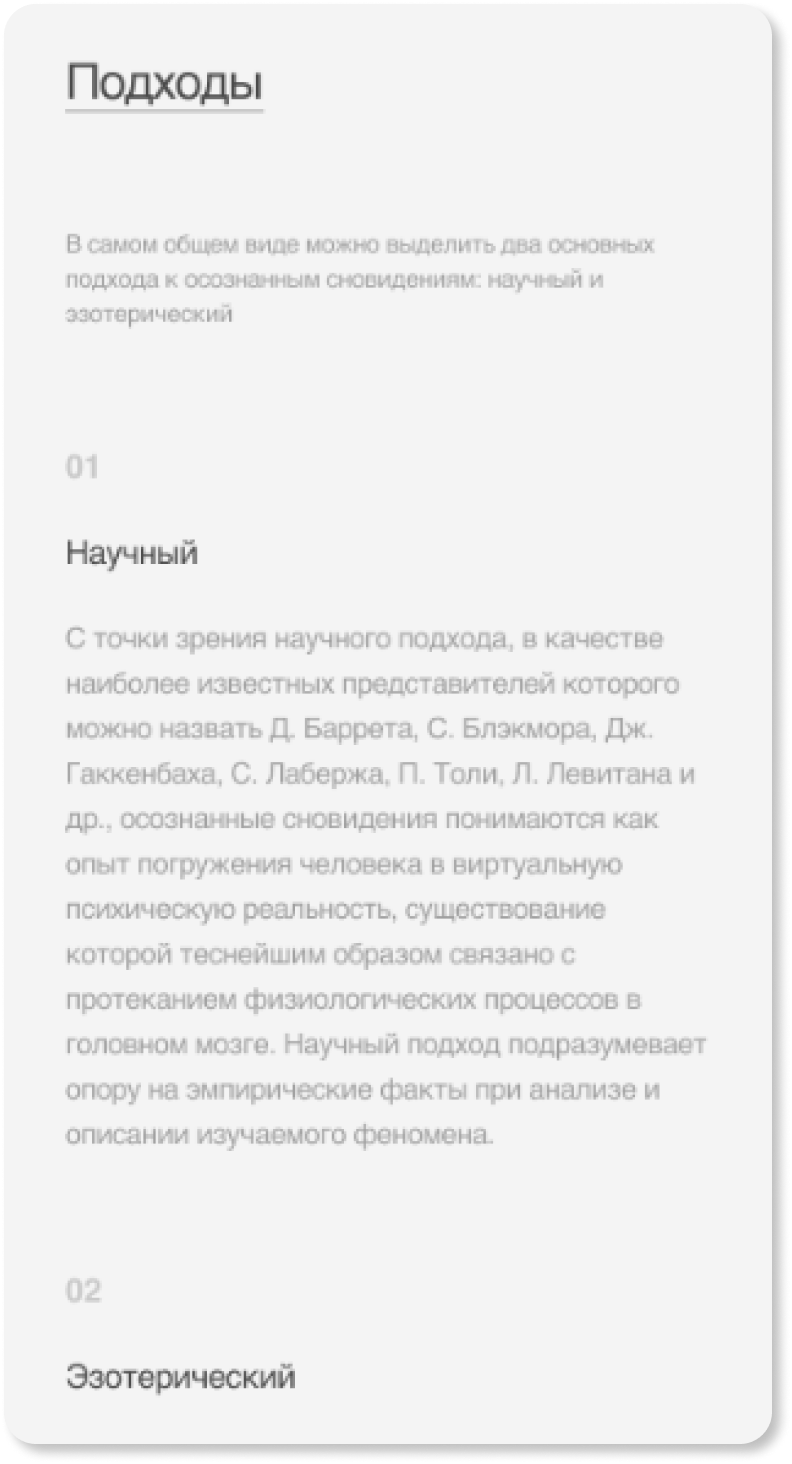 Подходы
В самом общем виде можно выделить два основных
подхода к осознанным сновидениям: научный и
эзотерический
01
Научный
С точки зрения научного подхода, в качестве
наиболее известных представителей которого
можно назвать Д. Баррета, С. Блэкмора, Дж.
Гаккенбаха, С. Лабержа, П. Толи, Л. Левитана и
др., осознанные сновидения понимаются как
опыт погружения человека в виртуальную
психическую реальность, существование
которой теснейшим образом связано с
протеканием физиологических процессов в
головном мозге. Научный подход подразумевает
опору на эмпирические факты при анализе и
описании изучаемого феномена.
02
Эзотерический